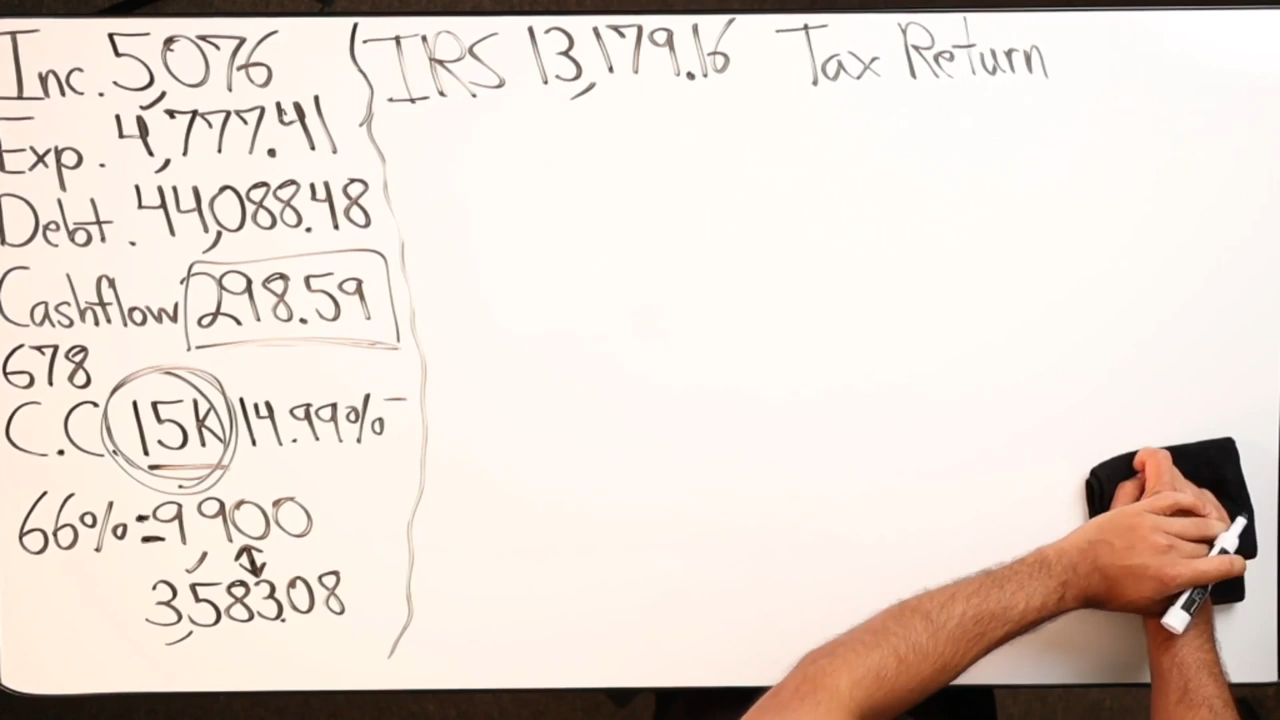 Inc. 5,076
Exp. 4,777.41
Debt. 44,088.48
Cashflow 298.59
678
C.C. 15K 14.99%
66% = 9,900
3,583.08
IRS 13,179.16 Tax Return